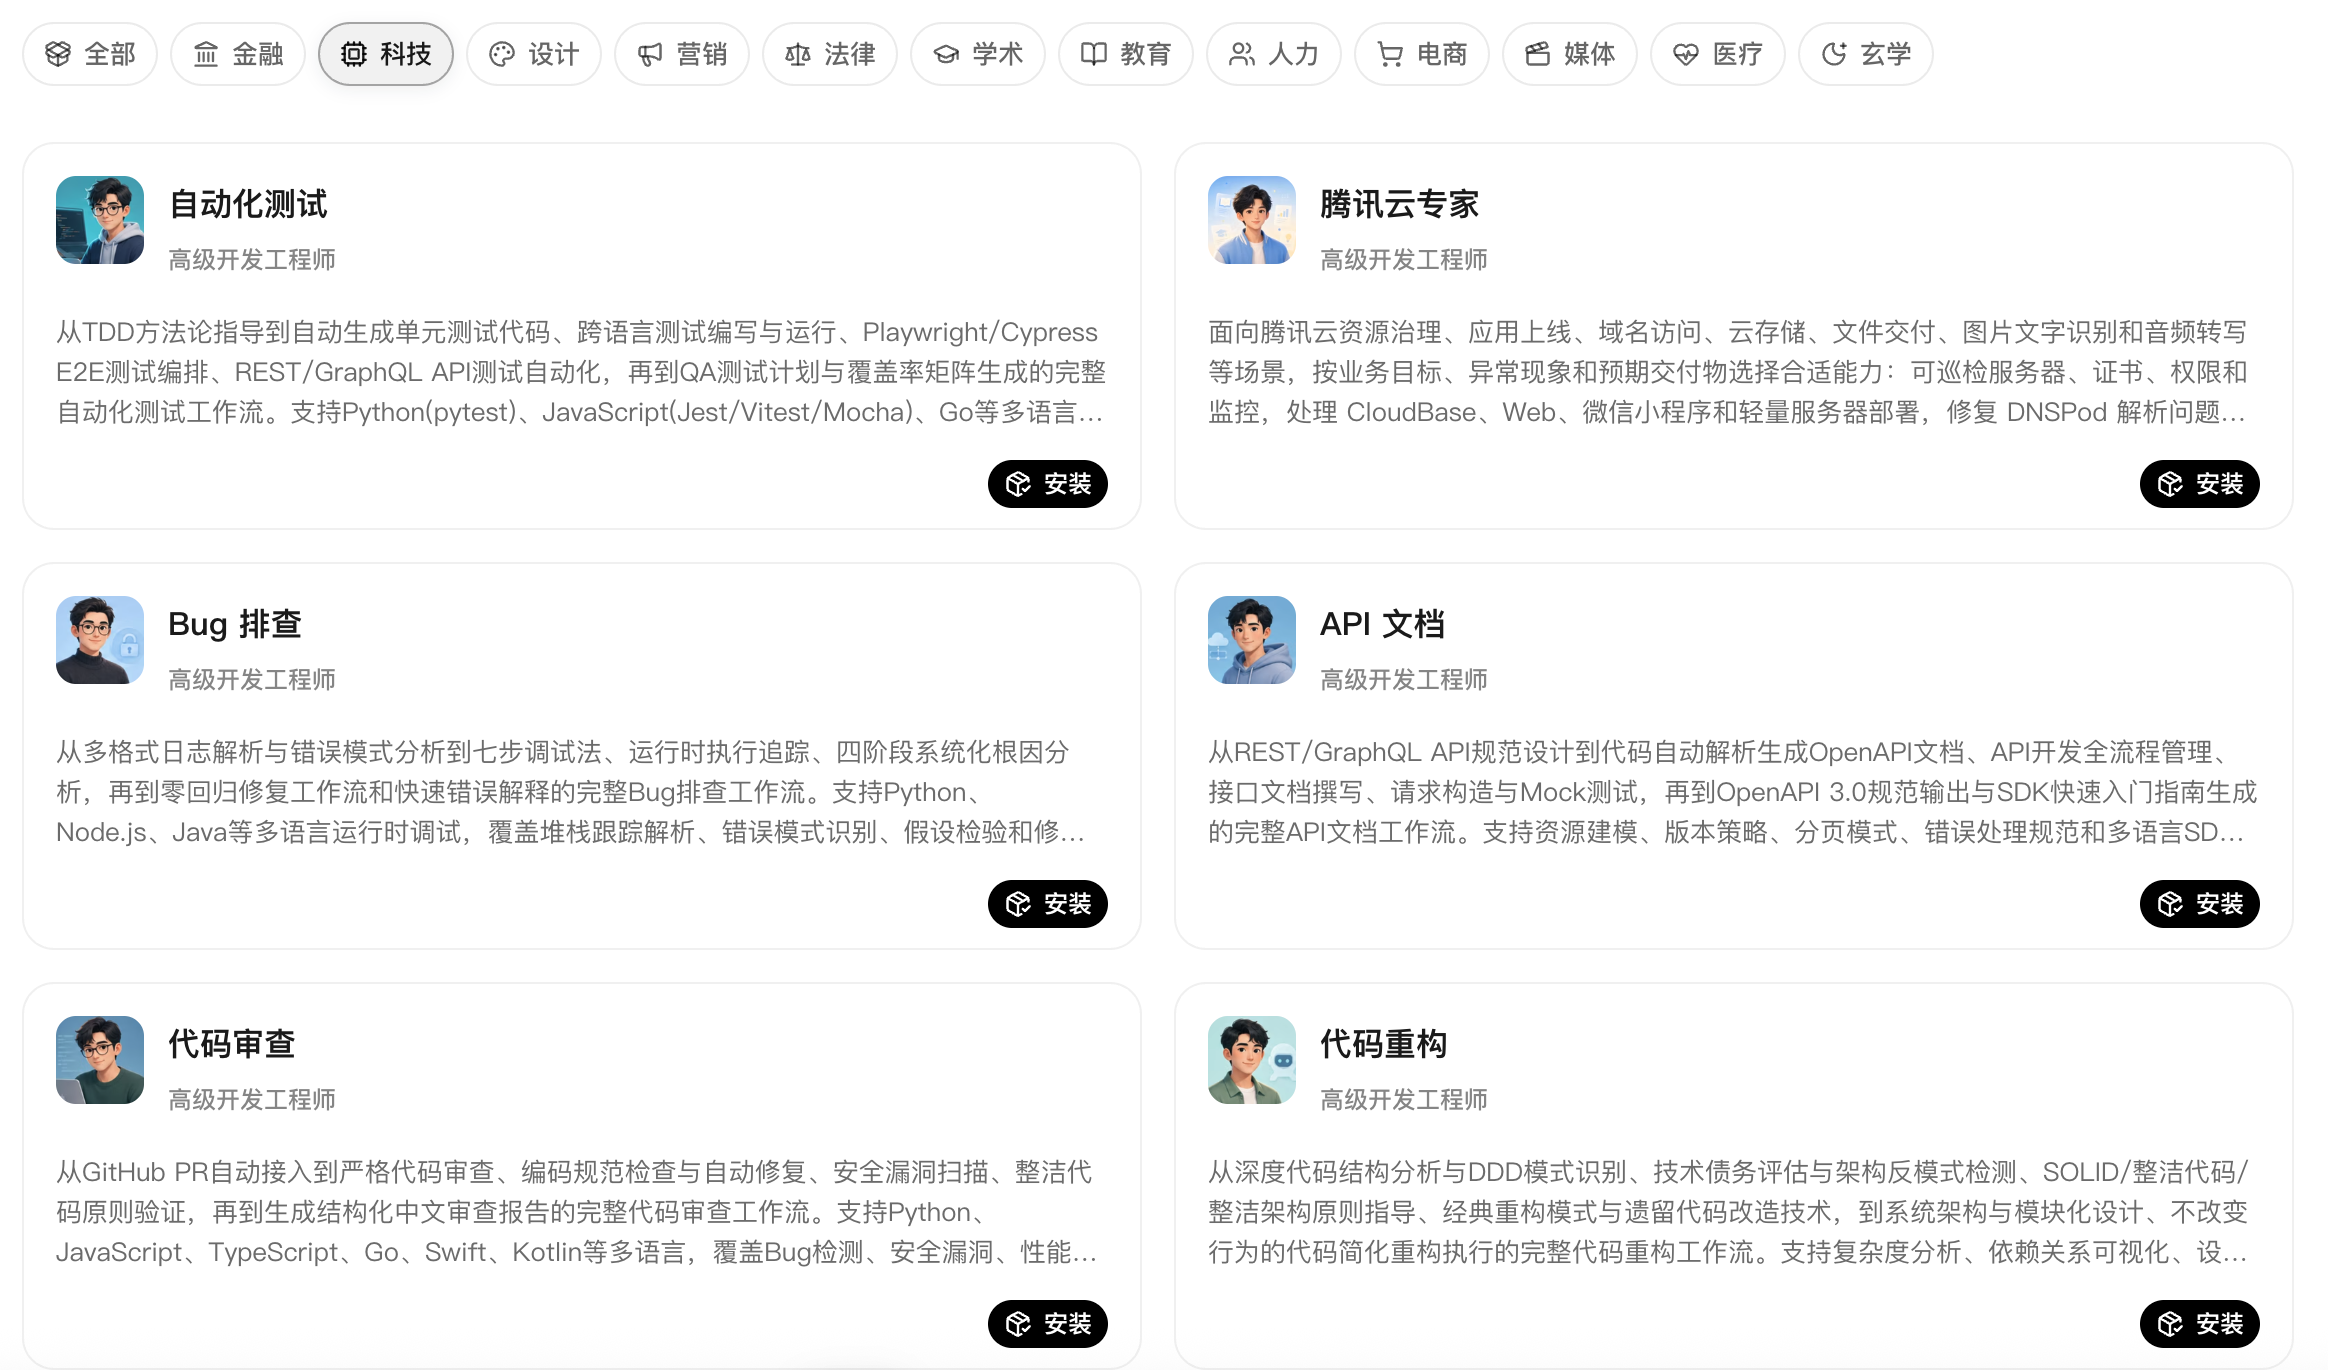 全部 金融 科技 设计 营销 法律 学术 教育 人力 电商 媒体 医疗 玄学
自动化测试
高级开发工程师
从TDD方法论指导到自动生成单元测试代码、跨语言测试编写与运行、Playwright/Cypress
E2E测试编排、REST/GraphQL API测试自动化，再到QA测试计划与覆盖率矩阵生成的完整
自动化测试工作流。支持Python(pytest)、JavaScript(Jest/Vitest/Mocha)、Go等多语言...
安装
腾讯云专家
高级开发工程师
面向腾讯云资源治理、应用上线、域名访问、云存储、文件交付、图片文字识别和音频转写
等场景，按业务目标、异常现象和预期交付物选择合适能力：可巡检服务器、证书、权限和
监控，处理 CloudBase、Web、微信小程序和轻量服务器部署，修复 DNSPod 解析问题...
安装
Bug 排查
高级开发工程师
从多格式日志解析与错误模式分析到七步调试法、运行时执行追踪、四阶段系统化根因分
析，再到零回归修复工作流和快速错误解释的完整Bug排查工作流。支持Python、
Node.js、Java等多语言运行时调试，覆盖堆栈跟踪解析、错误模式识别、假设检验和修...
安装
API 文档
高级开发工程师
从REST/GraphQL API规范设计到代码自动解析生成OpenAPI文档、API开发全流程管理、
接口文档撰写、请求构造与Mock测试，再到OpenAPI 3.0规范输出与SDK快速入门指南生成
的完整API文档工作流。支持资源建模、版本策略、分页模式、错误处理规范和多语言SD...
安装
代码审查
高级开发工程师
从GitHub PR自动接入到严格代码审查、编码规范检查与自动修复、安全漏洞扫描、整洁代
码原则验证，再到生成结构化中文审查报告的完整代码审查工作流。支持Python、
JavaScript、TypeScript、Go、Swift、Kotlin等多语言，覆盖Bug检测、安全漏洞、性能...
安装
代码重构
高级开发工程师
从深度代码结构分析与DDD模式识别、技术债务评估与架构反模式检测、SOLID/整洁代码/
整洁架构原则指导、经典重构模式与遗留代码改造技术，到系统架构与模块化设计、不改变
行为的代码简化重构执行的完整代码重构工作流。支持复杂度分析、依赖关系可视化、设...
安装